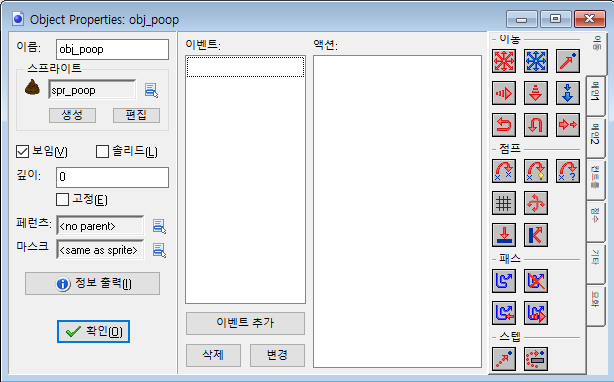 Object Properties: obj_poop
이름:
obj_poop
스프라이트
spr_poop
생성
편집
보임(V)
솔리드(L)
깊이:
0
고정(E)
페런츠:
<no parent>
마스크
<same as sprite>
정보 출력(I)
확인(O)
이벤트:
이벤트 추가
삭제
변경
액션:
이동
점프
패스
스텝
이동
메인1
메인2
컨트롤
점수
기타
묘화